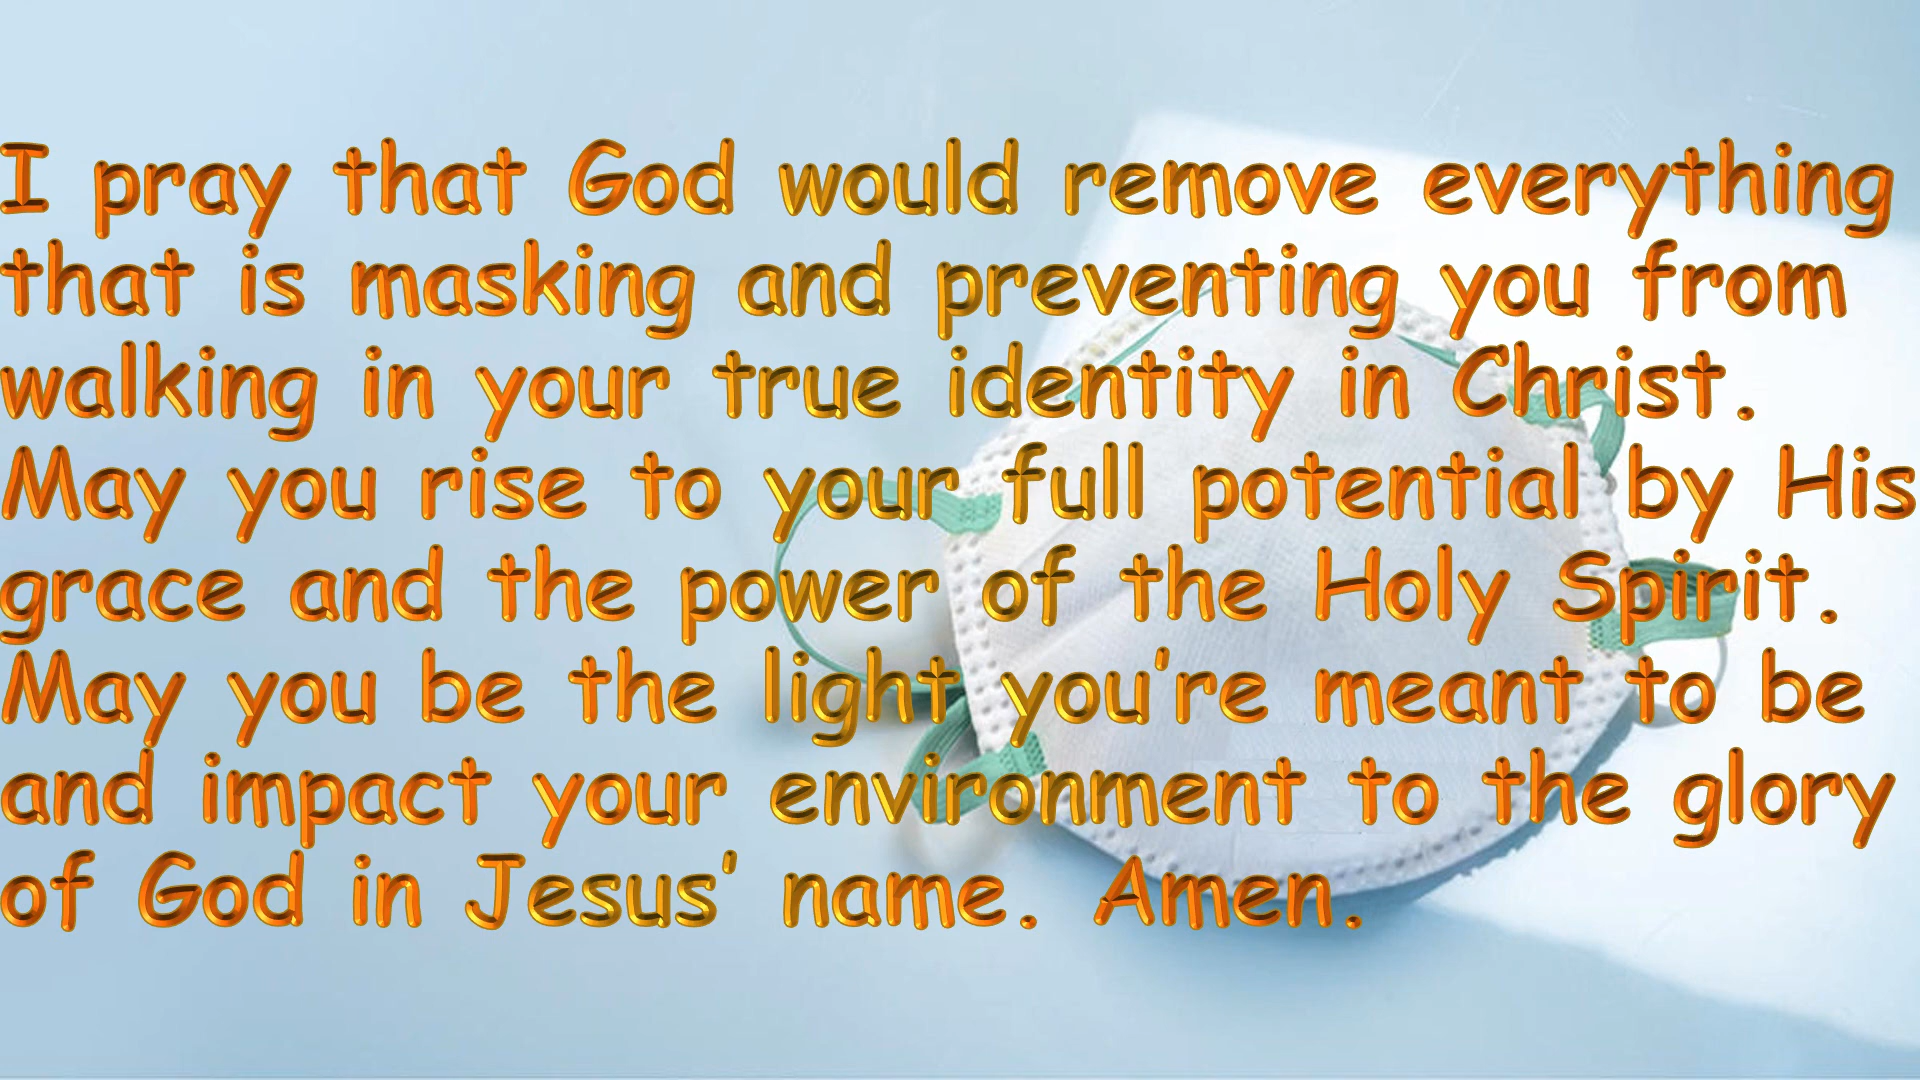 I pray that God would remove everything
that is masking and preventing you from
walking in your true identity in Christ.
May you rise to your full potential by His
grace and the power of the Holy Spirit.
May you be the light you're meant to be
and impact your environment to the glory
of God in Jesus' name. Amen.